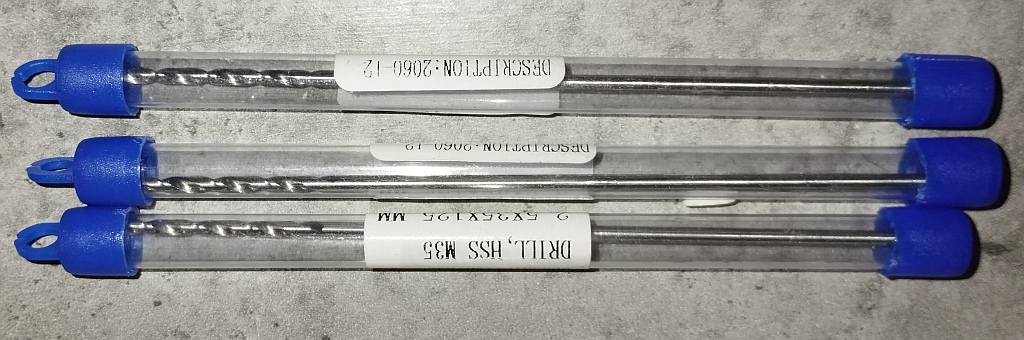 DESCRIPTION:2060-12
DESCRIPTION:2060-12
DRILL,HSS M35
2.5X35X125 MM